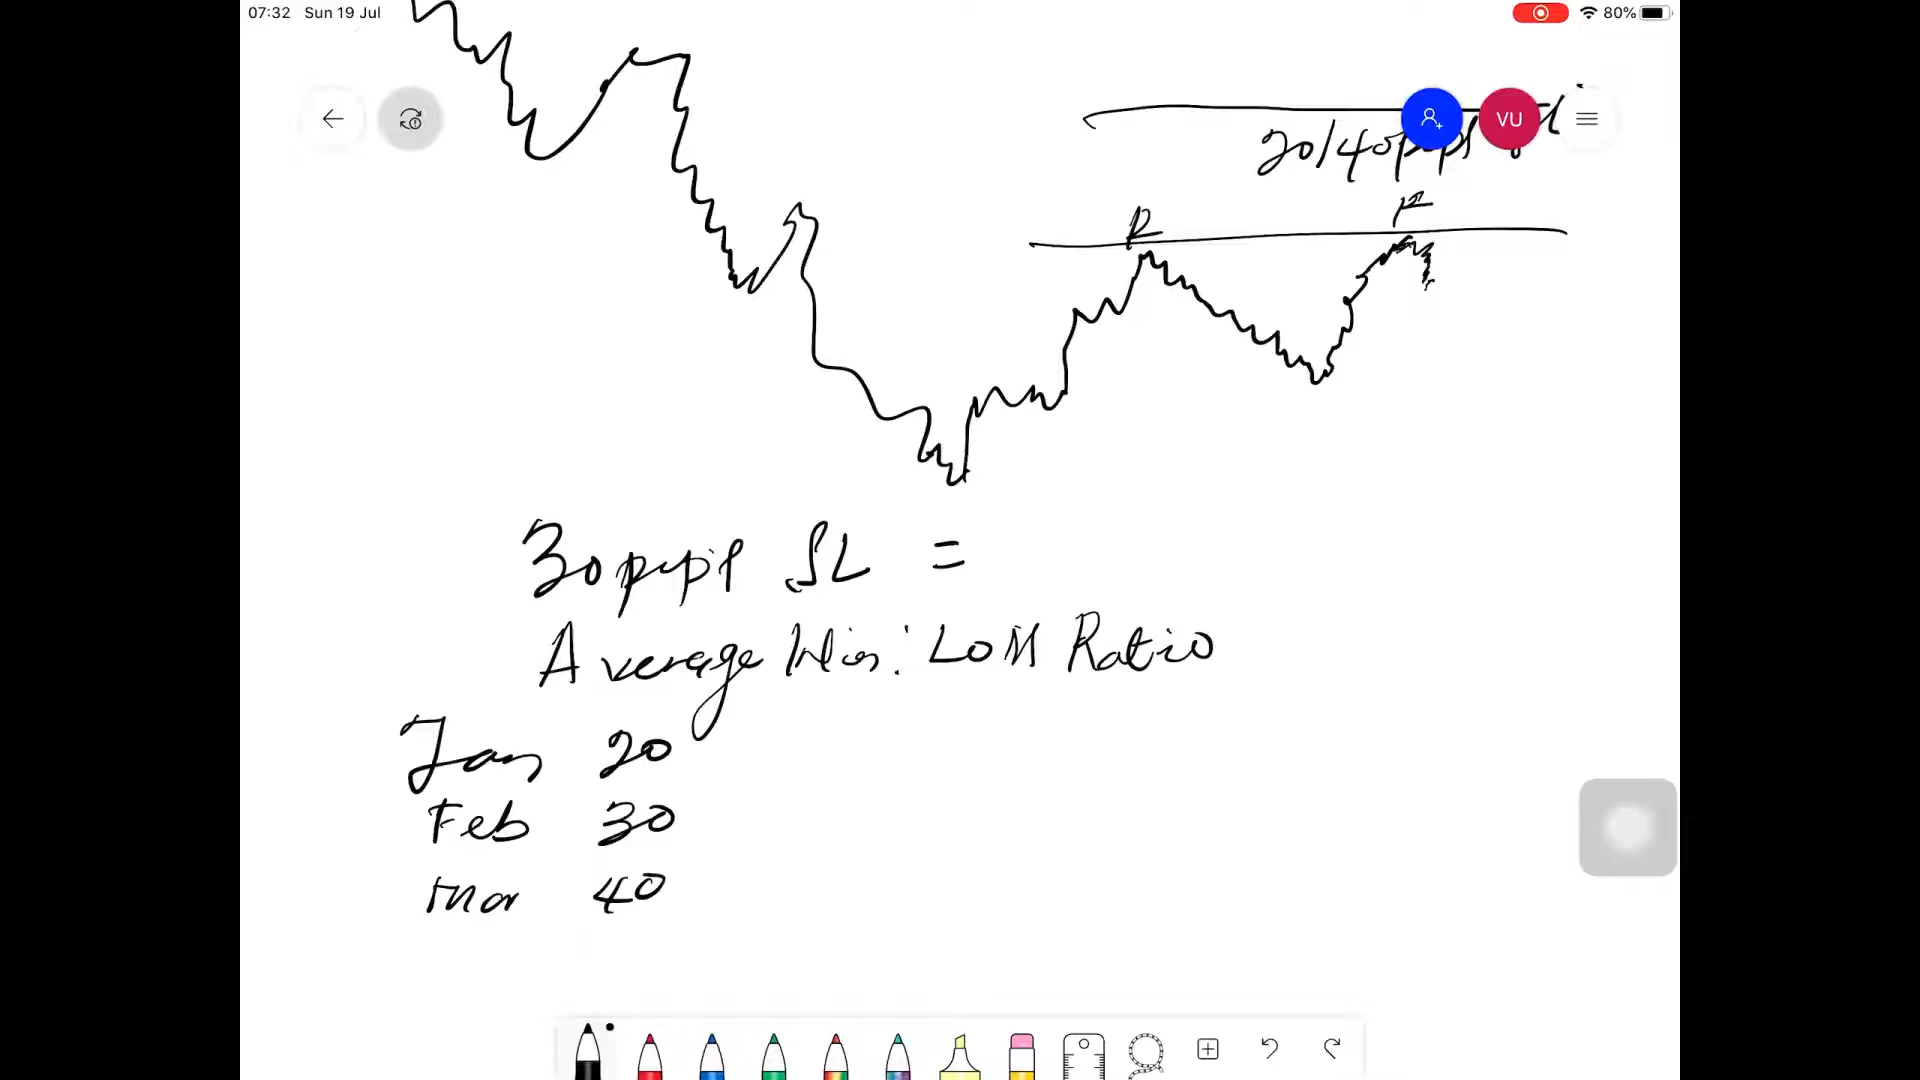 07:32 Sun 19 Jul
80%
VU
20/40pips
R
30pips SL =
Average Win: Loss Ratio
Jan 20
Feb 30
Mar 40